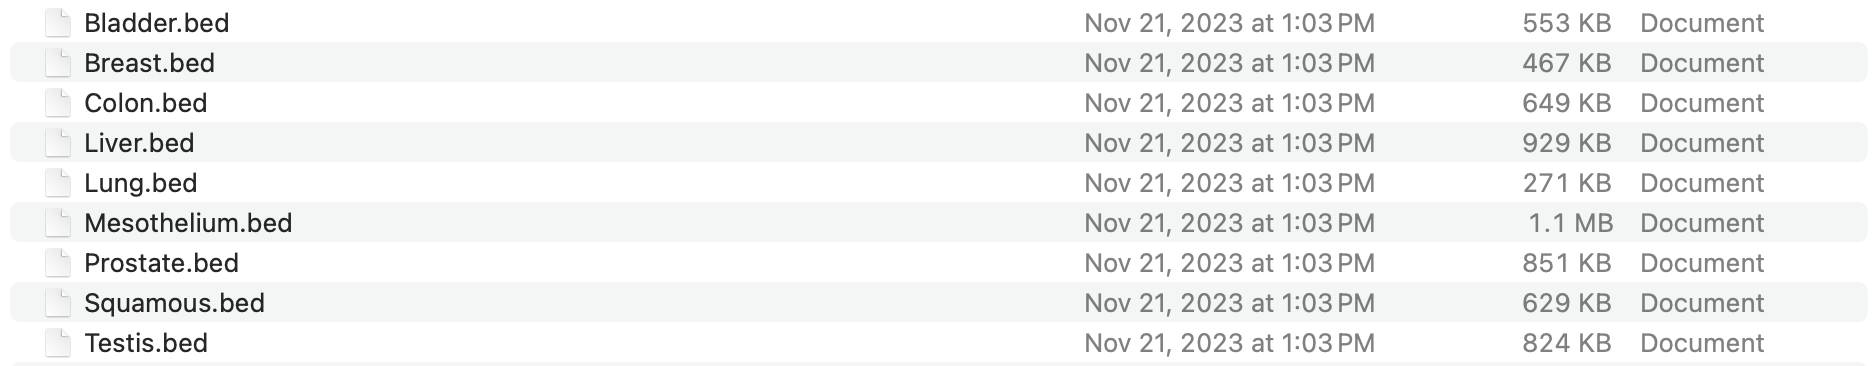 Bladder.bed Nov 21, 2023 at 1:03 PM 553 KB Document
Breast.bed Nov 21, 2023 at 1:03 PM 467 KB Document
Colon.bed Nov 21, 2023 at 1:03 PM 649 KB Document
Liver.bed Nov 21, 2023 at 1:03 PM 929 KB Document
Lung.bed Nov 21, 2023 at 1:03 PM 271 KB Document
Mesothelium.bed Nov 21, 2023 at 1:03 PM 1.1 MB Document
Prostate.bed Nov 21, 2023 at 1:03 PM 851 KB Document
Squamous.bed Nov 21, 2023 at 1:03 PM 629 KB Document
Testis.bed Nov 21, 2023 at 1:03 PM 824 KB Document